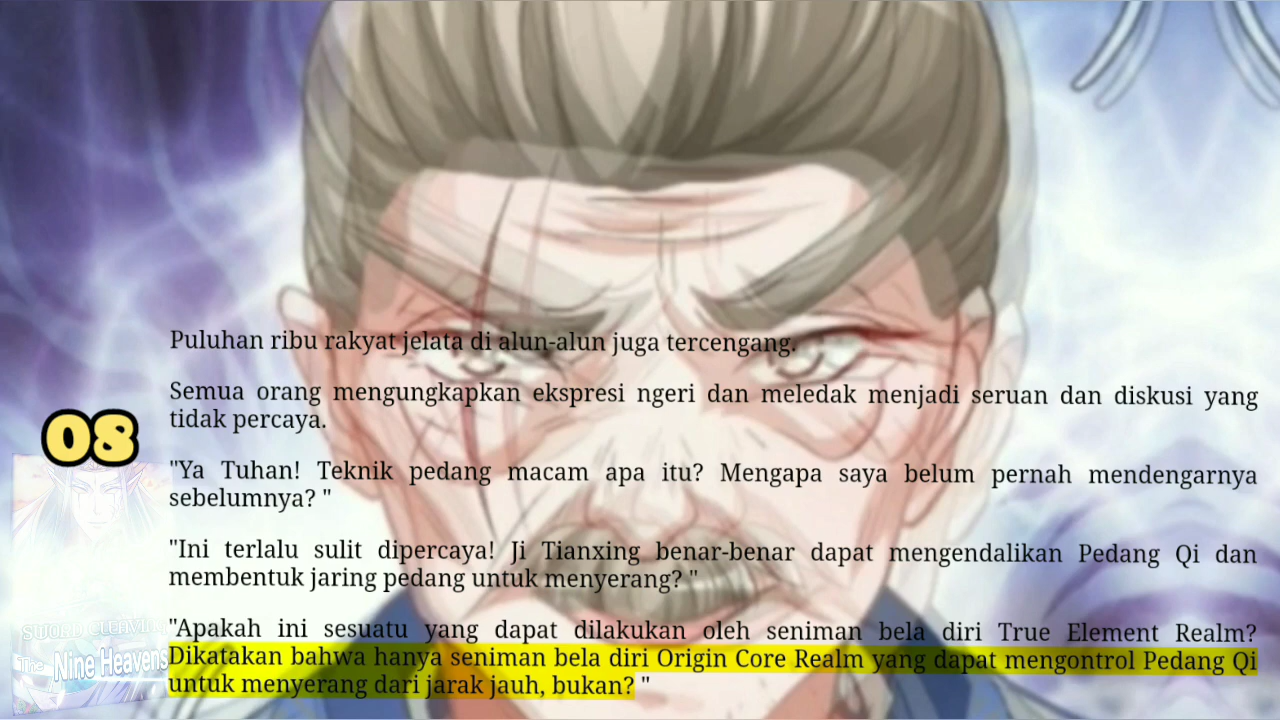 Puluhan ribu rakyat jelata di alun-alun juga tercengang.
Semua orang mengungkapkan ekspresi ngeri dan meledak menjadi seruan dan diskusi yang
tidak percaya.
"Ya Tuhan! Teknik pedang macam apa itu? Mengapa saya belum pernah mendengarnya
sebelumnya? "
"Ini terlalu sulit dipercaya! Ji Tianxing benar-benar dapat mengendalikan Pedang Qi dan
membentuk jaring pedang untuk menyerang? "
"Apakah ini sesuatu yang dapat dilakukan oleh seniman bela diri True Element Realm?
Dikatakan bahwa hanya seniman bela diri Origin Core Realm yang dapat mengontrol Pedang Qi
untuk menyerang dari jarak jauh, bukan? "
08
SWORD
The Nine Heavens